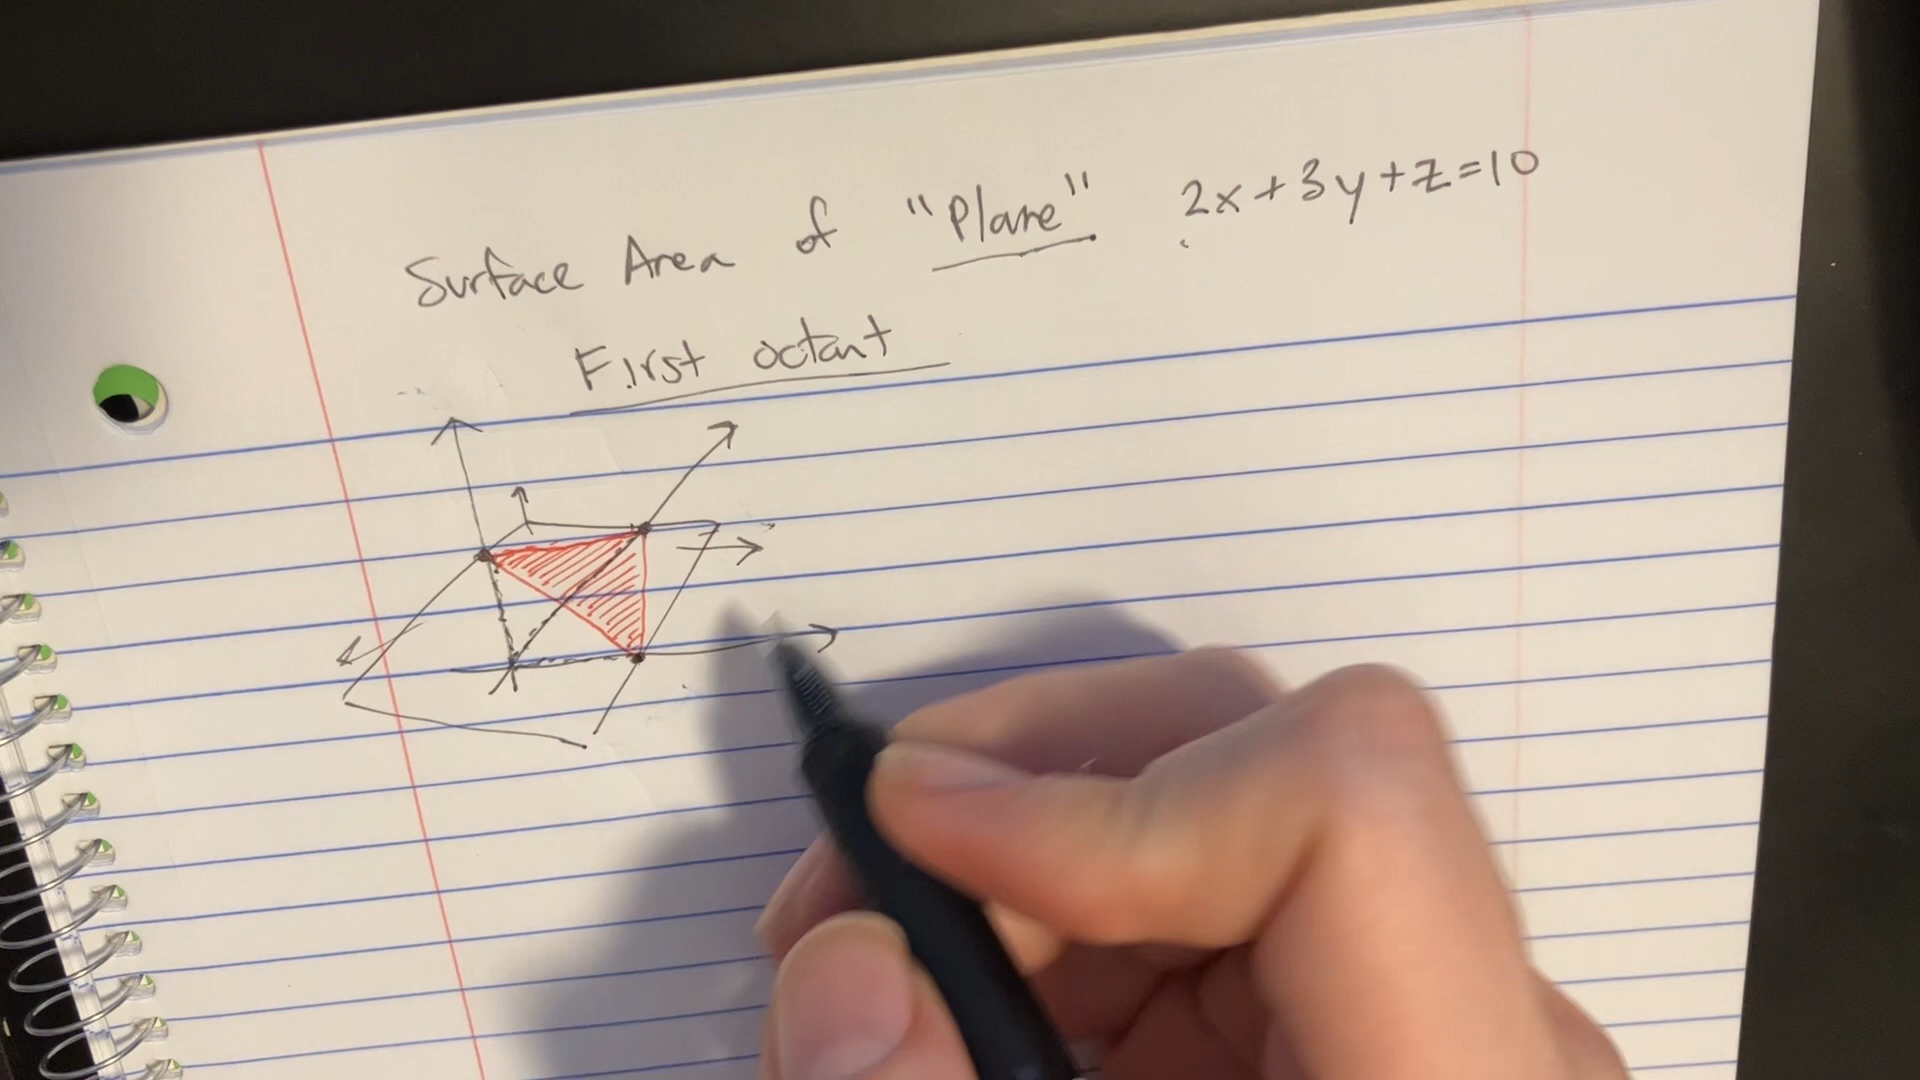 Surface Area of "Plane" 2x+3y+z=10
First octant